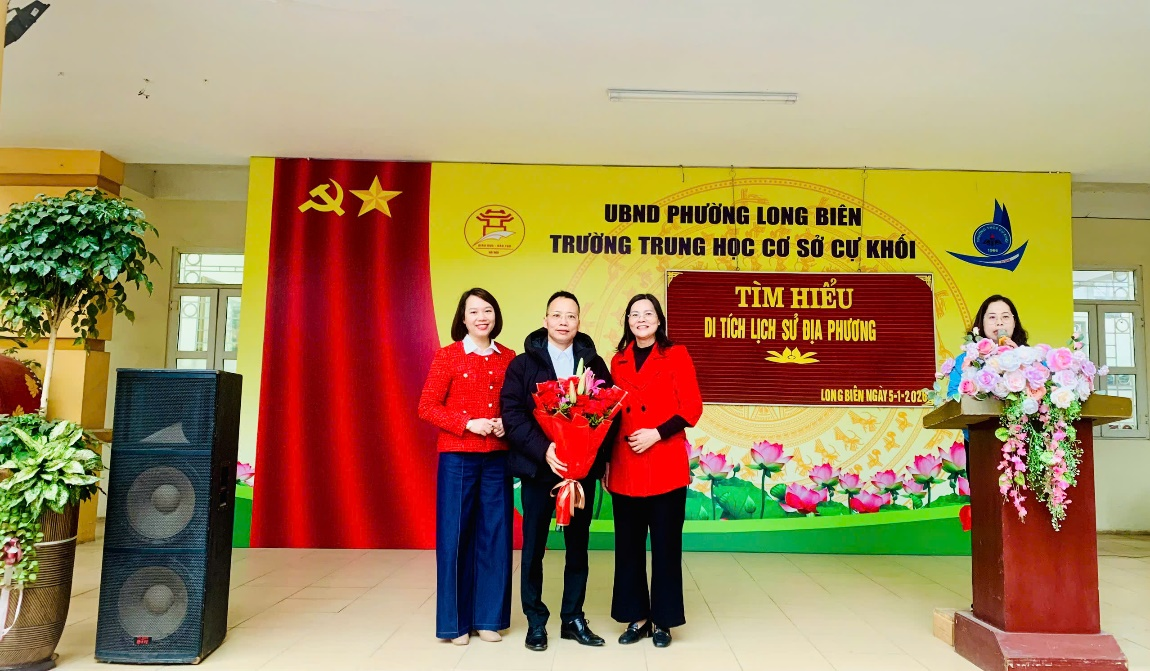 UBND PHƯỜNG LONG BIÊN
TRƯỜNG TRUNG HỌC CƠ SỞ CỰ KHỐI
TÌM HIỂU
DI TÍCH LỊCH SỬ ĐỊA PHƯƠNG
LONG BIÊN NGÀY 5-1-2026